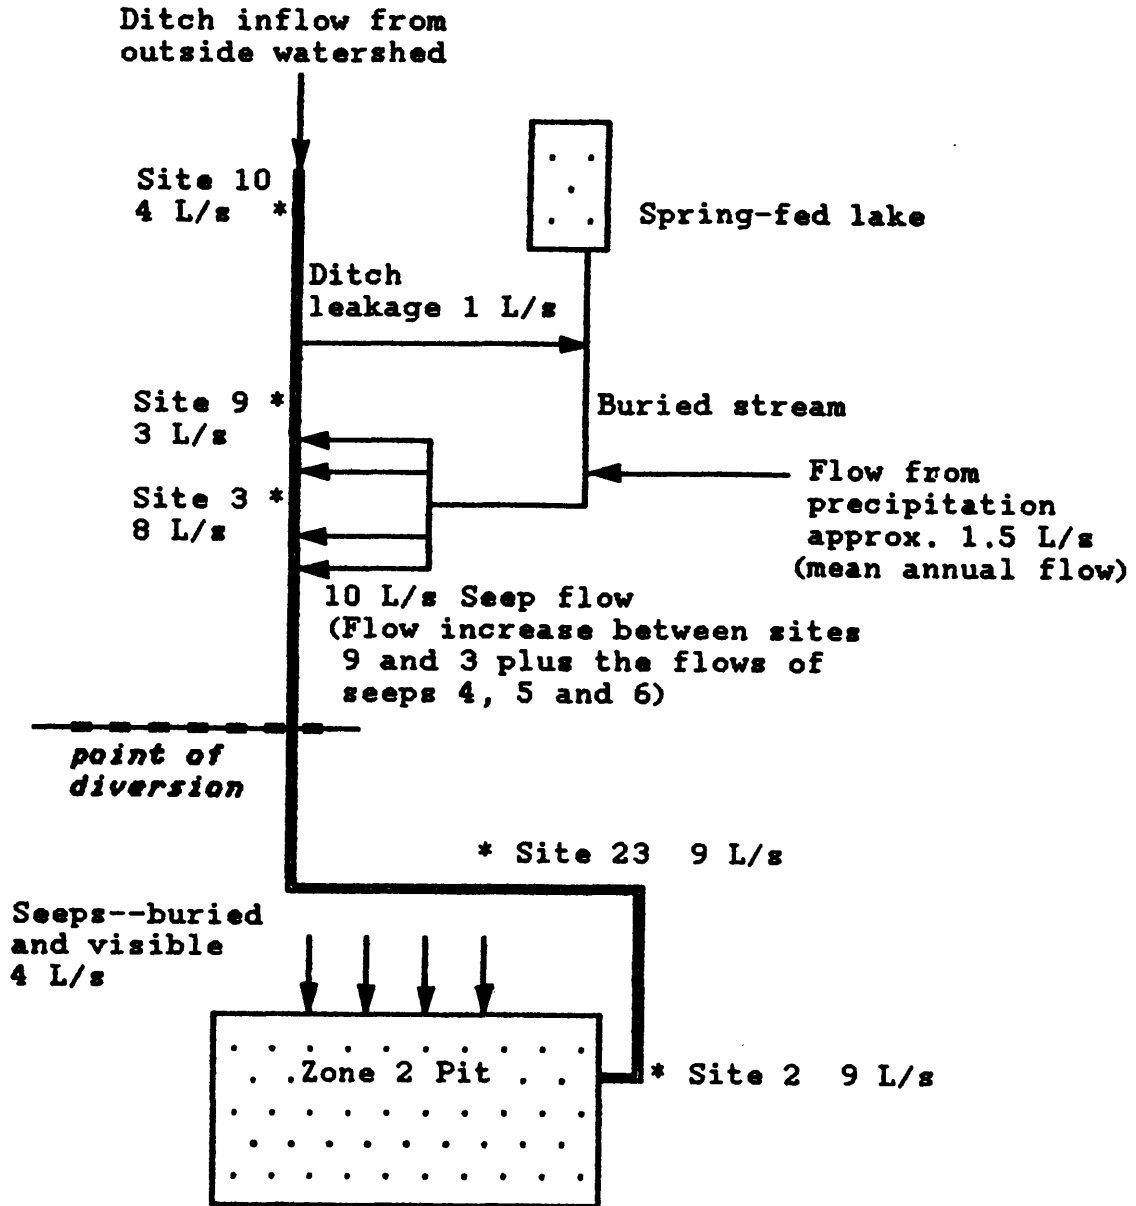 Ditch inflow from
outside watershed
Site 10
4 L/s *
Spring-fed lake
Ditch
leakage 1 L/s
Site 9 *
3 L/s
Buried stream
Site 3 *
8 L/s
Flow from
precipitation
approx. 1.5 L/s
(mean annual flow)
10 L/s Seep flow
(Flow increase between sites
9 and 3 plus the flows of
seeps 4, 5 and 6)
point of
diversion
* Site 23 9 L/s
Seeps--buried
and visible
4 L/s
Zone 2 Pit
* Site 2 9 L/s